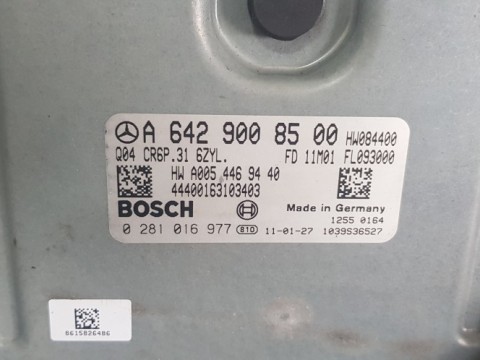 A 642 900 85 00 HW084400
Q04 CR6P.31 6ZYL. FD 11M01 FL093000
HW A005 446 94 40
44400163103403
BOSCH Made in Germany
1255 0164
0 281 016 977 810 11-01-27 1039S36527
8615826486